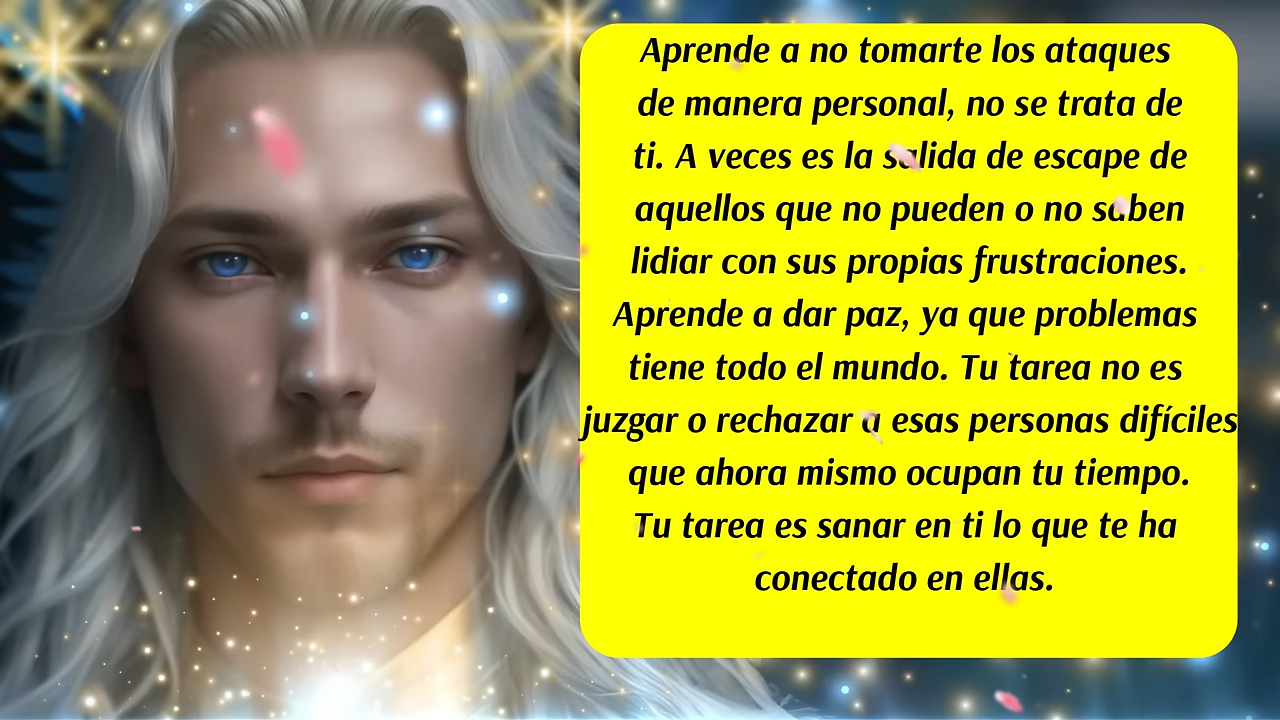 Aprende a no tomarte los ataques
de manera personal, no se trata de
ti. A veces es la salida de escape de
aquellos que no pueden o no saben
lidiar con sus propias frustraciones.
Aprende a dar paz, ya que problemas
tiene todo el mundo. Tu tarea no es
juzgar o rechazar a esas personas difíciles
que ahora mismo ocupan tu tiempo.
Tu tarea es sanar en ti lo que te ha
conectado en ellas.